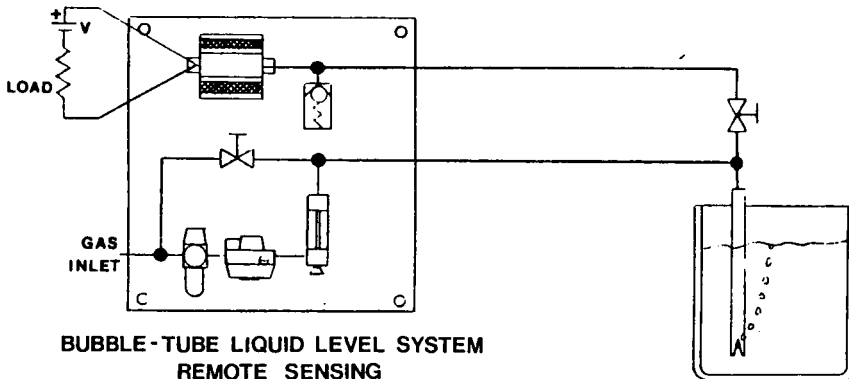 +
V
LOAD
GAS
INLET
BUBBLE-TUBE LIQUID LEVEL SYSTEM
REMOTE SENSING